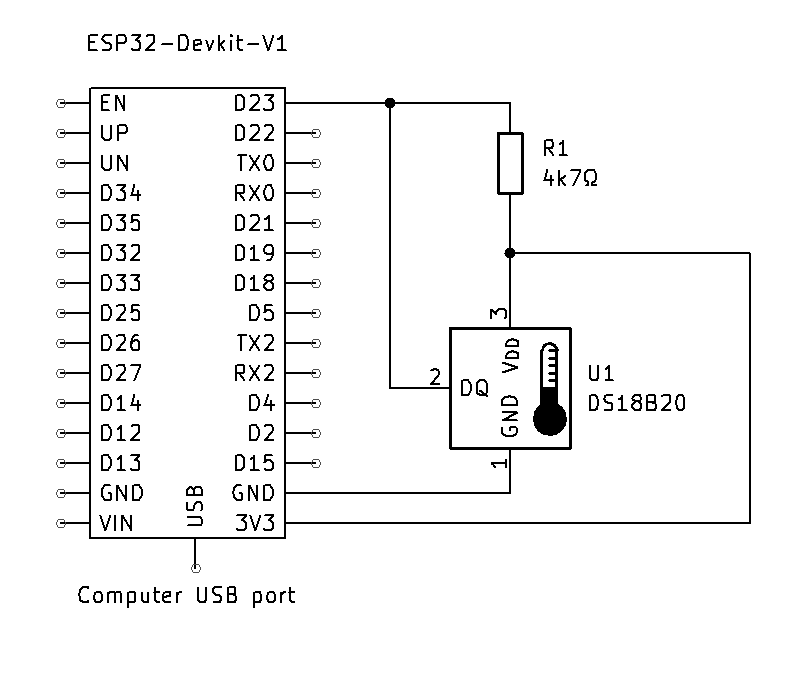 ESP32-Devkit-V1
EN D23
UP D22
UN TX0
D34 RX0
D35 D21
D32 D19
D33 D18
D25 D5
D26 TX2
D27 RX2
D14 D4
D12 D2
D13 D15
GND GND
VIN 3V3
USB
Computer USB port
R1
4k7Ω
3
VDD
2
DQ
GND
1
U1
DS18B20